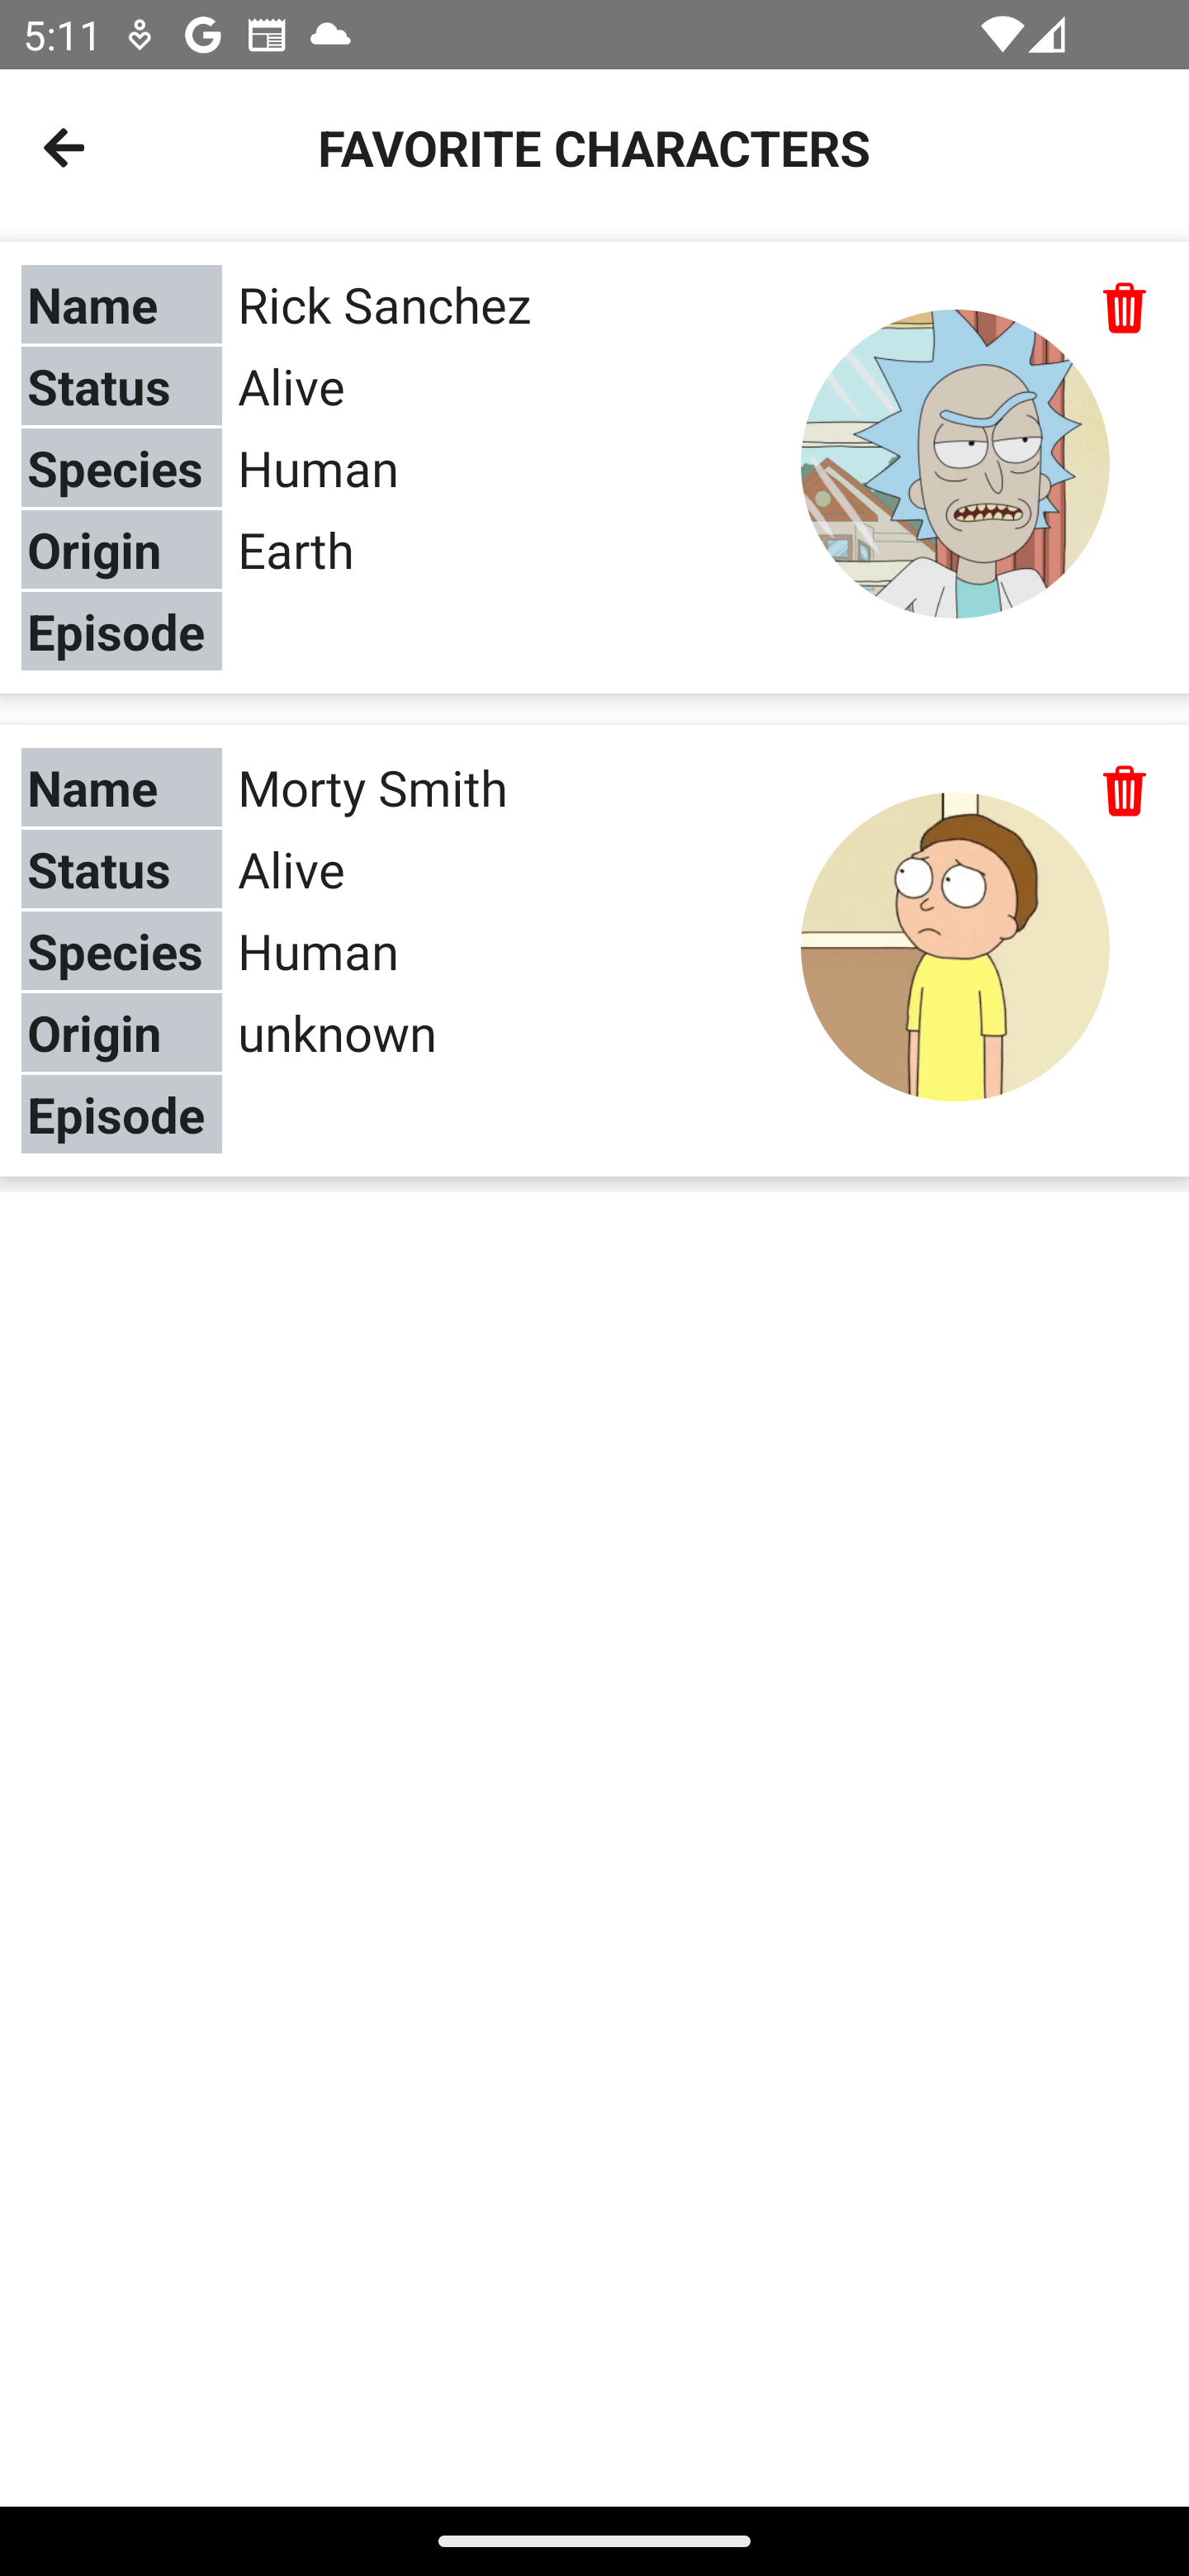 5:11
FAVORITE CHARACTERS
Name Rick Sanchez
Status Alive
Species Human
Origin Earth
Episode
Name Morty Smith
Status Alive
Species Human
Origin unknown
Episode